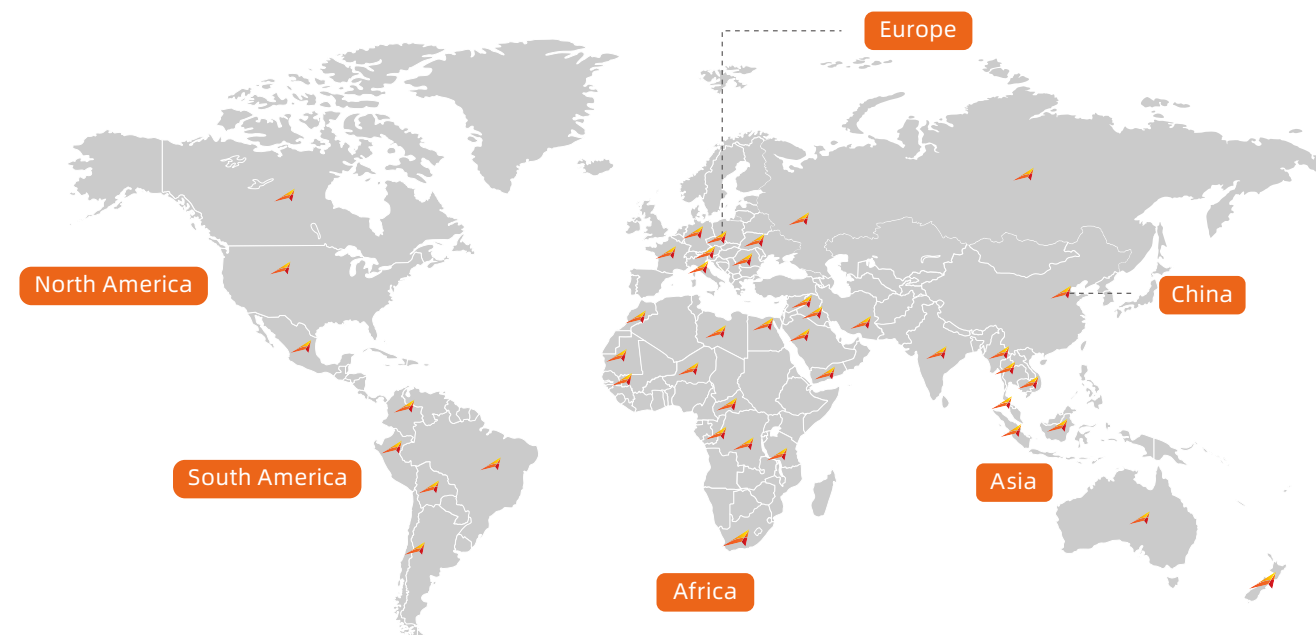 Europe
North America
China
South America
Asia
Africa